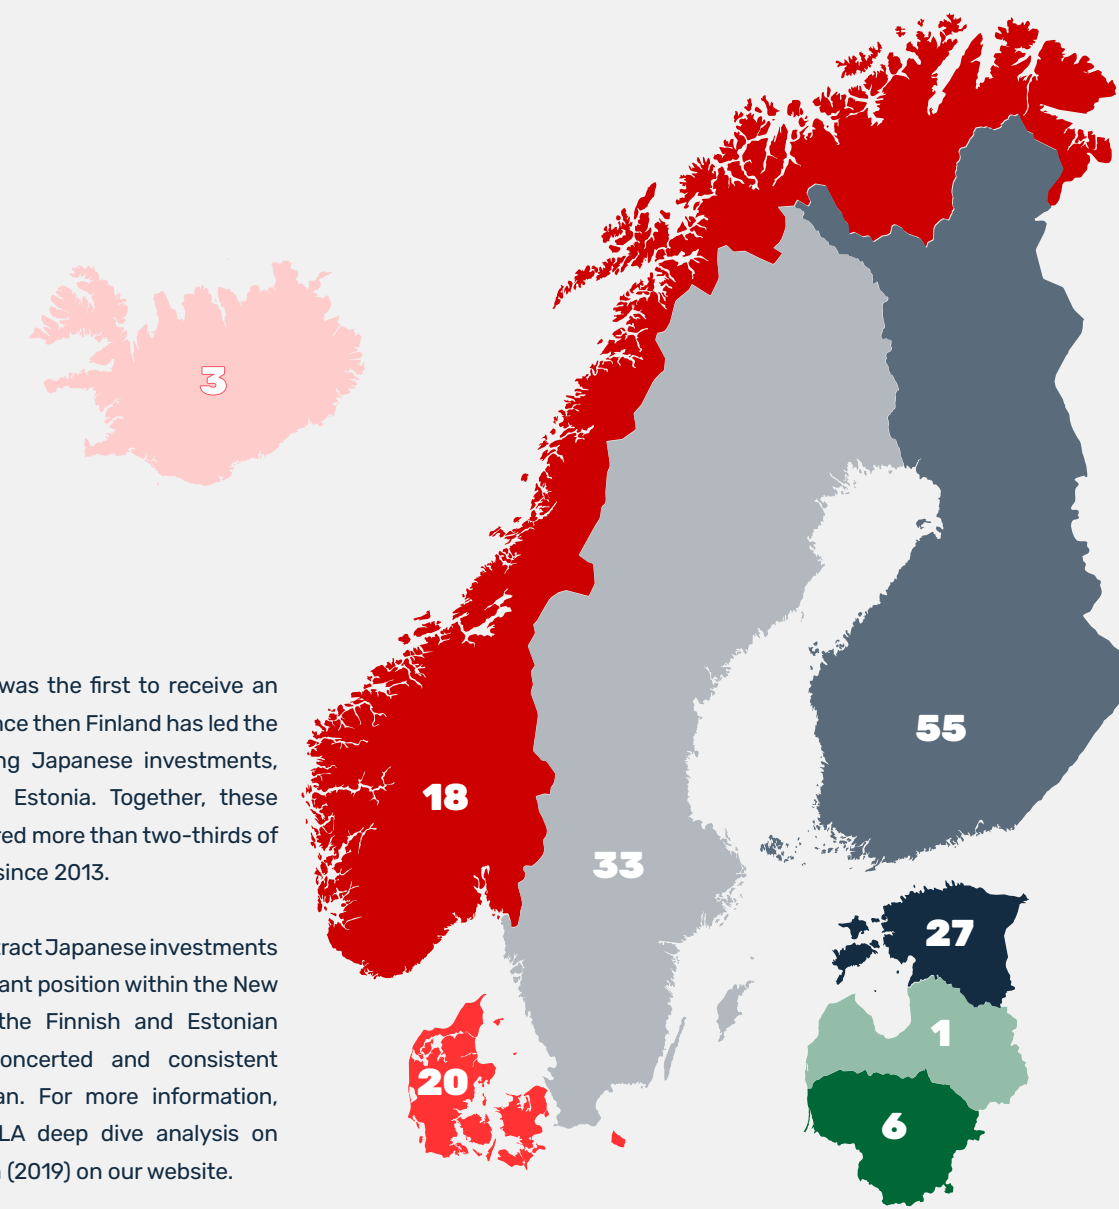 3
was the first to receive an
nce then Finland has led the
ng Japanese investments,
Estonia. Together, these
red more than two-thirds of
since 2013.
tract Japanese investments
ant position within the New
the Finnish and Estonian
oncerted and consistent
an. For more information,
LA deep dive analysis on
(2019) on our website.
18
33
55
20
27
1
6